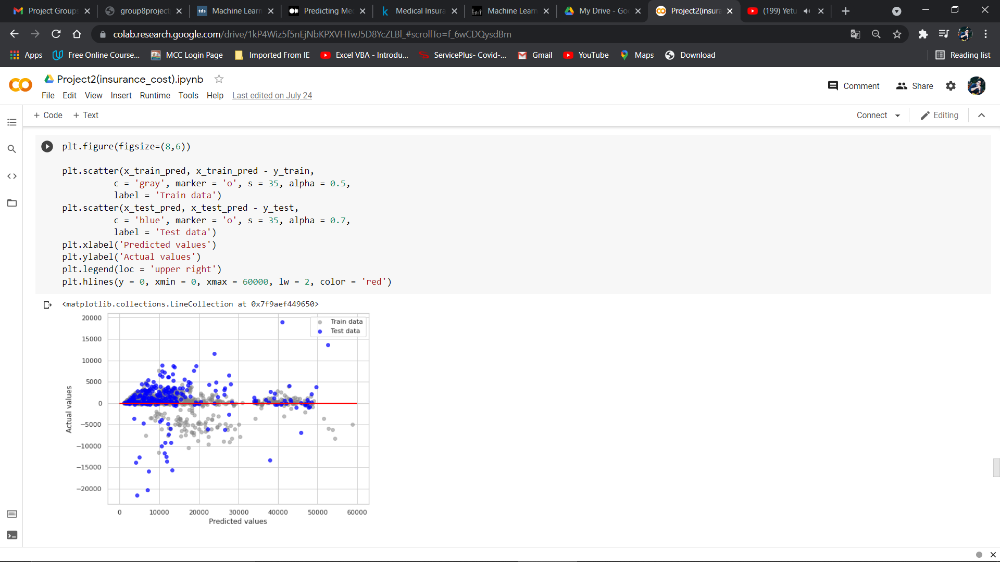 Project Groups
group8project
Machine Learn
Predicting Me
Medical Insura
Machine Learn
My Drive - Go
Project2(insura
(199) Yetu
colab.research.google.com/drive/1kP4Wiz5f5nEjNbKPXVHTwJ5D8YcZLBl_#scrollTo=f_6wCDQysdBm
Apps
Free Online Course...
MCC Login Page
Imported From IE
Excel VBA - Introdu...
ServicePlus- Covid-...
Gmail
YouTube
Maps
Download
Reading list
Project2(insurance_cost).ipynb
Comment
Share
File Edit View Insert Runtime Tools Help Last edited on July 24
+ Code + Text
Connect
Editing
plt.figure(figsize=(8,6))
plt.scatter(x_train_pred, x_train_pred - y_train,
c = 'gray', marker = 'o', s = 35, alpha = 0.5,
label = 'Train data')
plt.scatter(x_test_pred, x_test_pred - y_test,
c = 'blue', marker = 'o', s = 35, alpha = 0.7,
label = 'Test data')
plt.xlabel('Predicted values')
plt.ylabel('Actual values')
plt.legend(loc = 'upper right')
plt.hlines(y = 0, xmin = 0, xmax = 60000, lw = 2, color = 'red')
<matplotlib.collections.LineCollection at 0x7f9aef449650>
Train data
Test data
20000
15000
10000
5000
0
−5000
−10000
−15000
−20000
Actual values
0 10000 20000 30000 40000 50000 60000
Predicted values